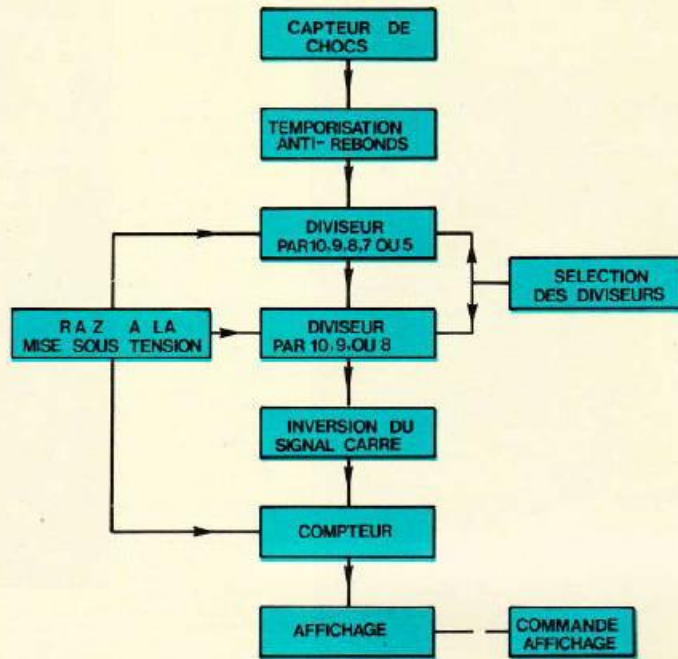 CAPTEUR DE
CHOCS
TEMPORISATION
ANTI-REBONDS
DIVISEUR
PAR 10,9,8,7 OU 5
SELECTION
DES DIVISEURS
R A Z A LA
MISE SOUS TENSION
DIVISEUR
PAR 10,9,OU 8
INVERSION DU
SIGNAL CARRE
COMPTEUR
AFFICHAGE
COMMANDE
AFFICHAGE